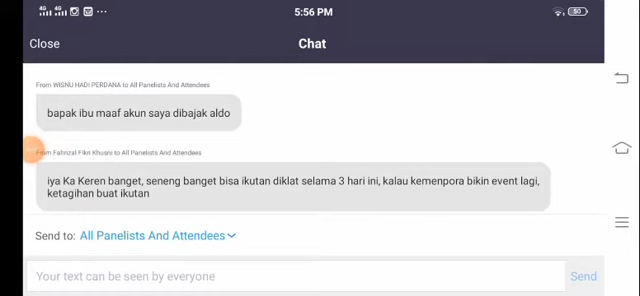 4G 4G
5:56 PM
50
Close
Chat
From WISNU HADI PERDANA to All Panelists And Attendees
bapak ibu maaf akun saya dibajak aldo
From Fahrizal Fikri Khusni to All Panelists And Attendees
iya Ka Keren banget, seneng banget bisa ikutan diklat selama 3 hari ini, kalau kemenpora bikin event lagi,
ketagihan buat ikutan
Send to: All Panelists And Attendees
Your text can be seen by everyone
Send